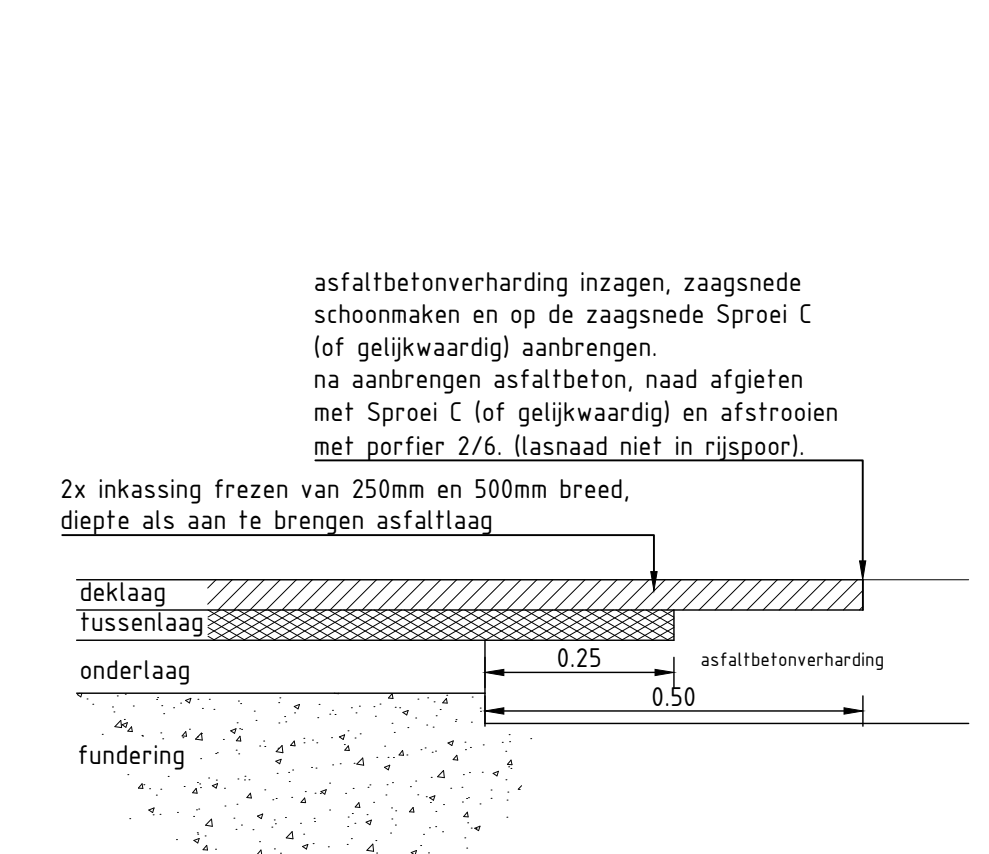 asfaltbetonverharding inzagen, zaagsnede
schoonmaken en op de zaagsnede Sproei C
(of gelijkwaardig) aanbrengen.
na aanbrengen asfaltbeton, naad afgieten
met Sproei C (of gelijkwaardig) en afstrooien
met porfier 2/6. (lasnaad niet in rijspoor).
2x inkassing frezen van 250mm en 500mm breed,
diepte als aan te brengen asfaltlaag
deklaag
tussenlaag
onderlaag
0.25
asfaltbetonverharding
0.50
fundering